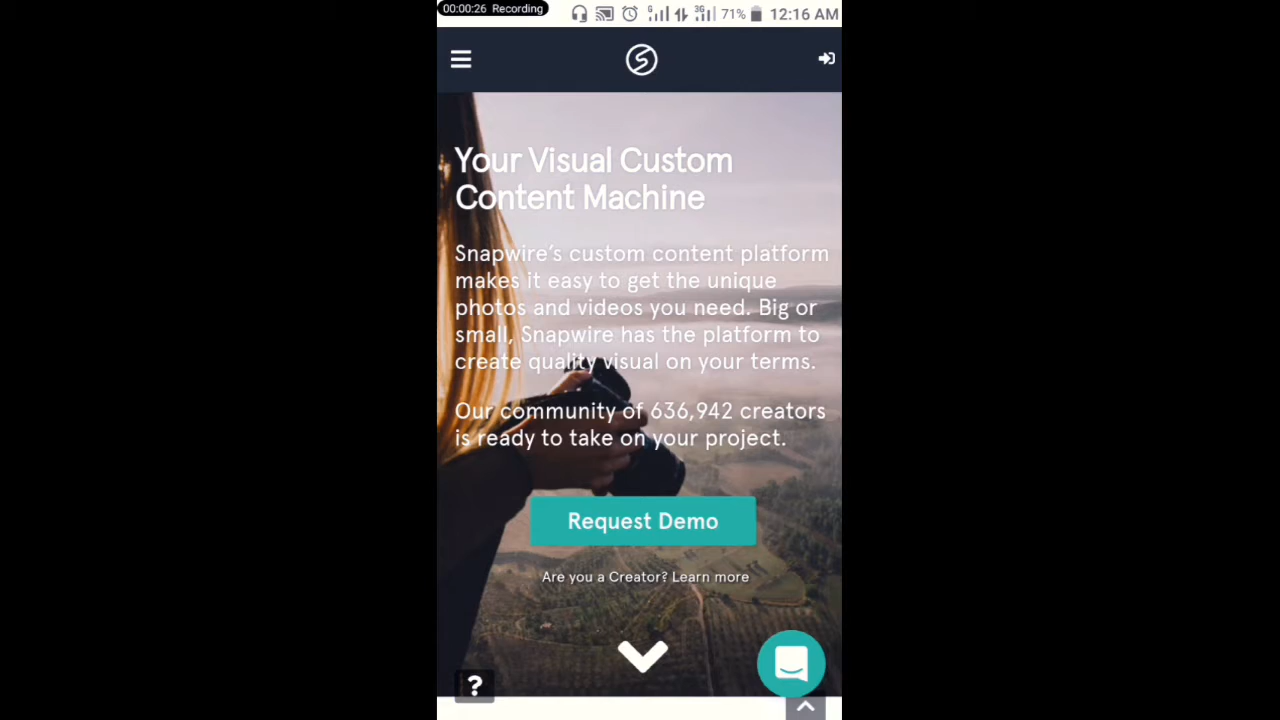 00:00:26 Recording
G 3G 71% 12:16 AM
Your Visual Custom
Content Machine
Snapwire’s custom content platform
makes it easy to get the unique
photos and videos you need. Big or
small, Snapwire has the platform to
create quality visual on your terms.
Our community of 636,942 creators
is ready to take on your project.
Request Demo
Are you a Creator? Learn more
?